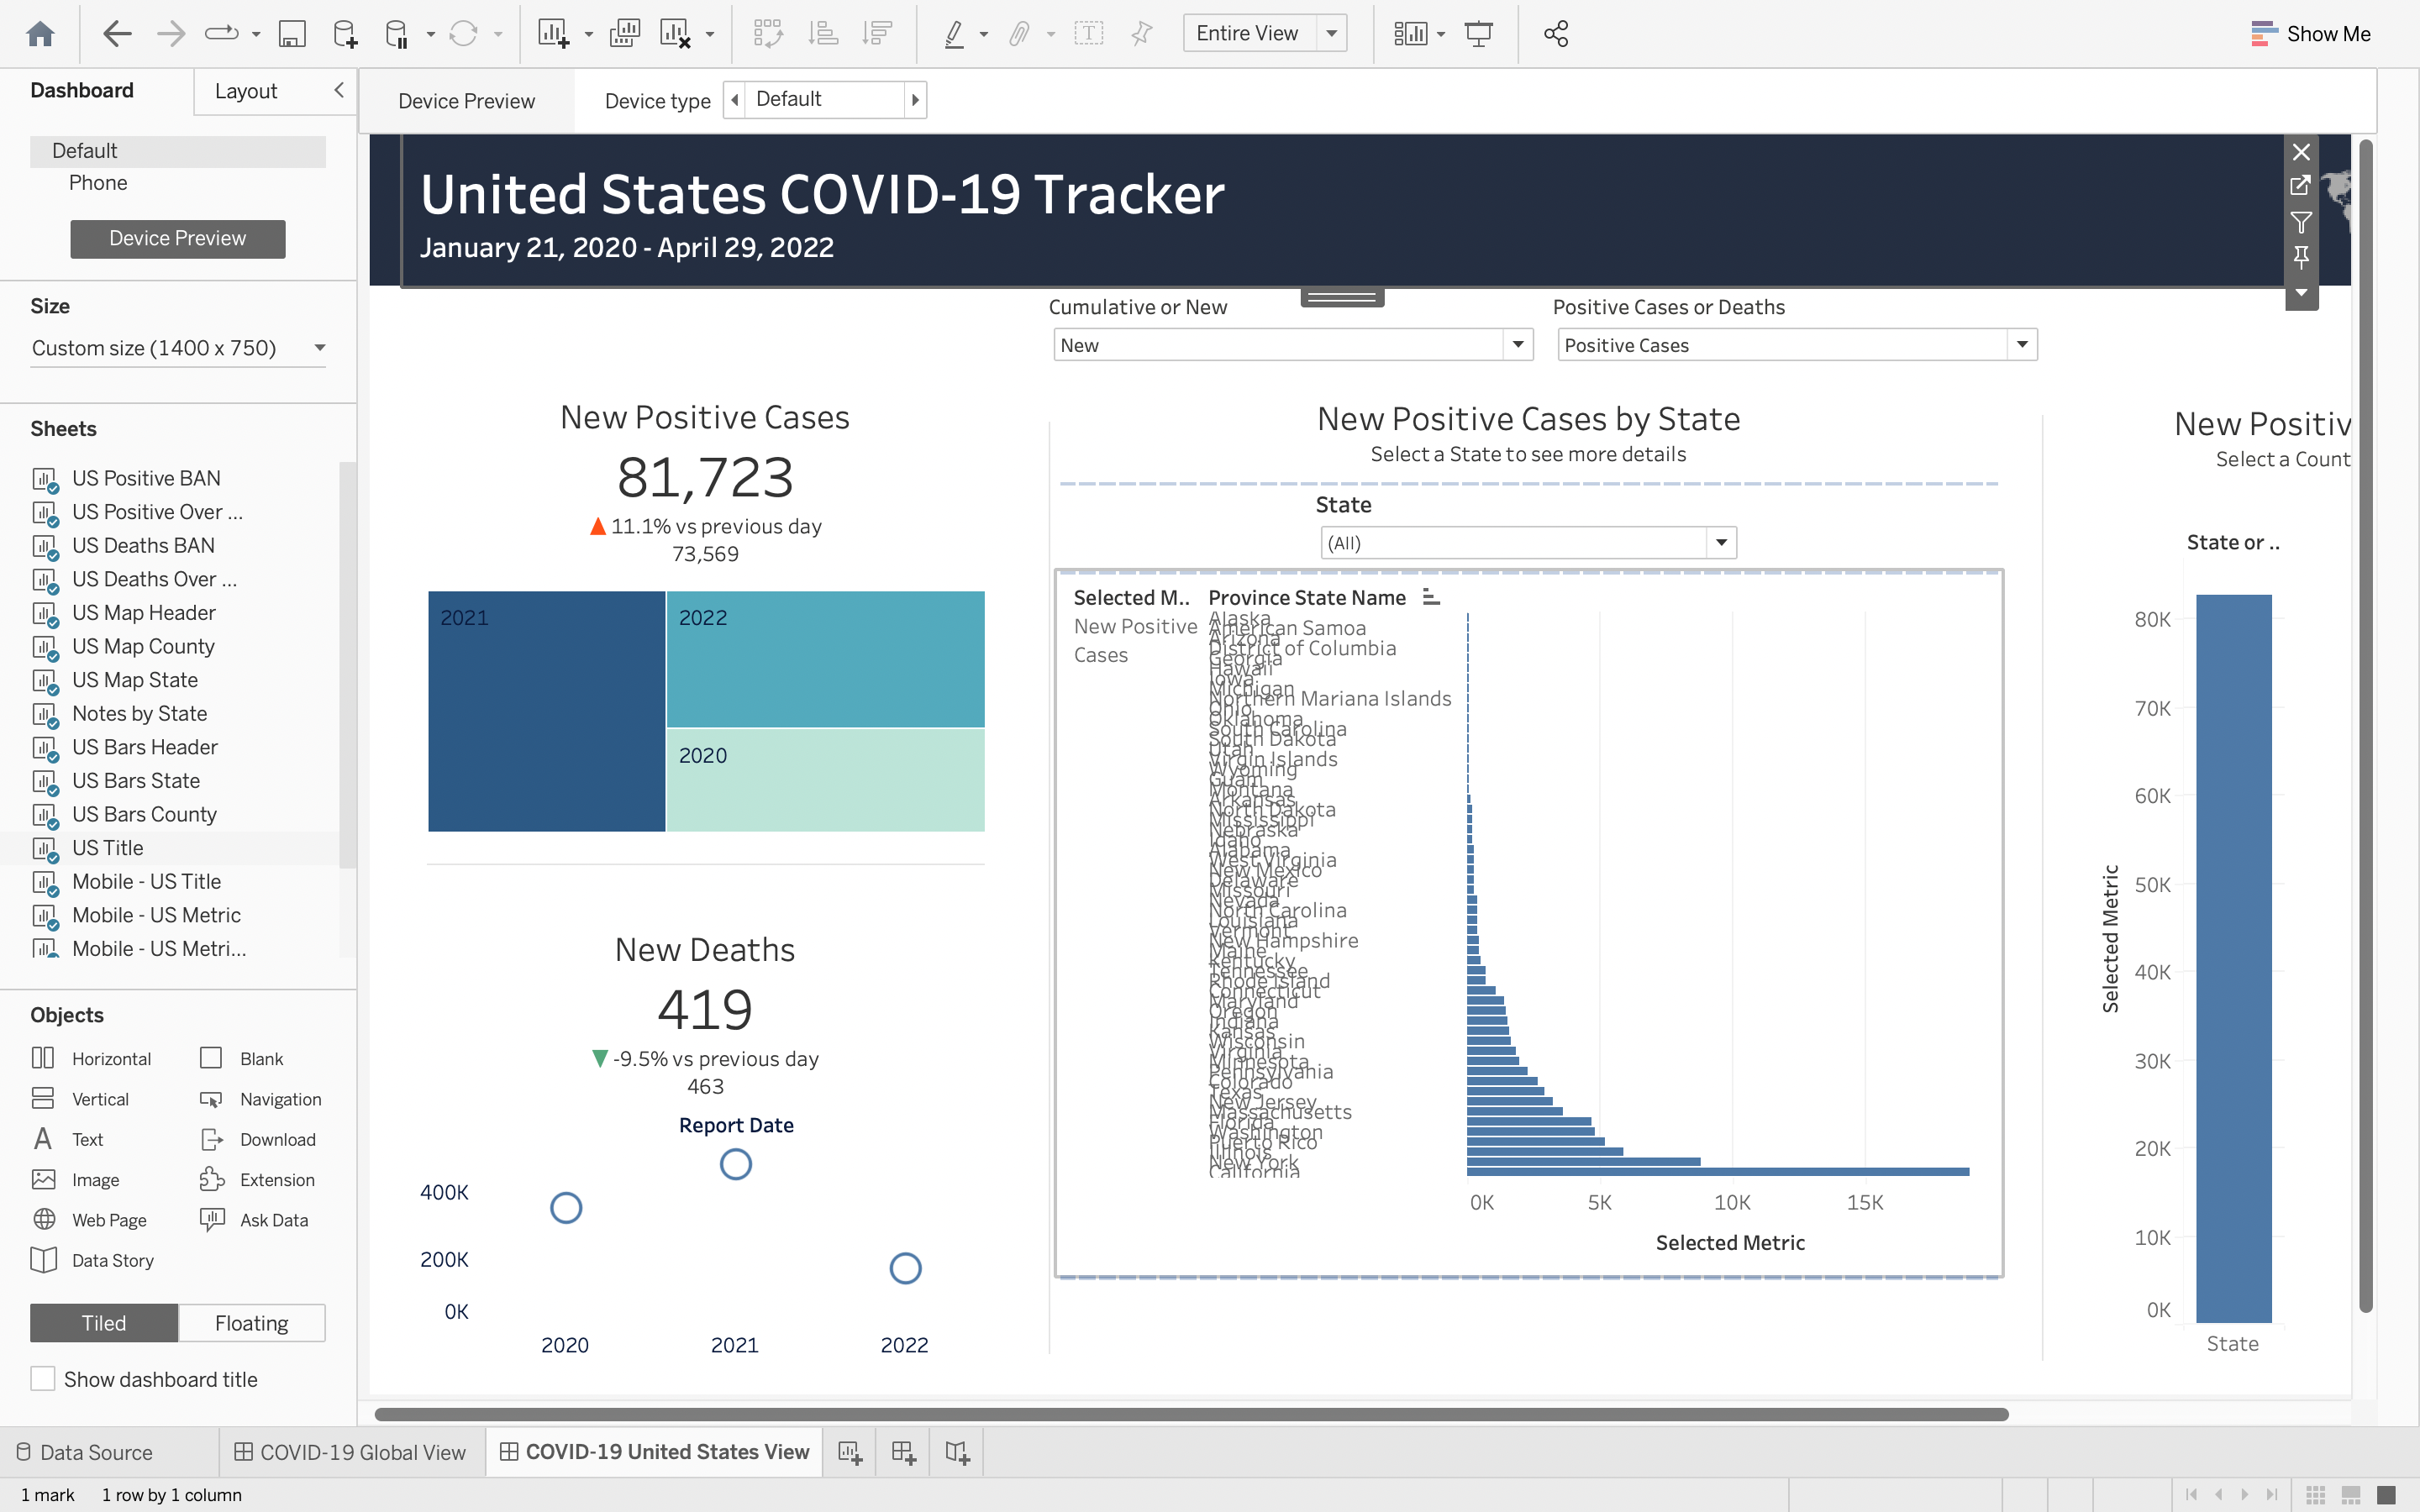 Entire View
Show Me
Dashboard
Layout
Device Preview
Device type
Default
Default
Phone
Device Preview
Size
Custom size (1400 x 750)
Sheets
US Positive BAN
US Positive Over ...
US Deaths BAN
US Deaths Over ...
US Map Header
US Map County
US Map State
Notes by State
US Bars Header
US Bars State
US Bars County
US Title
Mobile - US Title
Mobile - US Metric
Mobile - US Metri...
Objects
Horizontal
Blank
Vertical
Navigation
Text
Download
Image
Extension
Web Page
Ask Data
Data Story
Tiled
Floating
Show dashboard title
United States COVID-19 Tracker
January 21, 2020 - April 29, 2022
Cumulative or New
New
Positive Cases or Deaths
Positive Cases
New Positive Cases
81,723
▲ 11.1% vs previous day
73,569
2021
2022
2020
New Deaths
419
▼ -9.5% vs previous day
463
Report Date
400K
200K
0K
2020
2021
2022
New Positive Cases by State
Select a State to see more details
State
(All)
Selected M..
Province State Name
New Positive
Cases
Alaska
American Samoa
Arizona
District of Columbia
Georgia
Hawaii
Iowa
Michigan
Northern Mariana Islands
Ohio
Oklahoma
South Carolina
South Dakota
Utah
Virgin Islands
Wyoming
Guam
Montana
Arkansas
North Dakota
Mississippi
Nebraska
Idaho
Alabama
West Virginia
New Mexico
Delaware
Missouri
Nevada
North Carolina
Louisiana
Vermont
New Hampshire
Maine
Kentucky
Tennessee
Rhode Island
Connecticut
Maryland
Oregon
Indiana
Kansas
Wisconsin
Virginia
Minnesota
Pennsylvania
Colorado
Texas
New Jersey
Massachusetts
Florida
Washington
Puerto Rico
Illinois
New York
California
0K
5K
10K
15K
Selected Metric
New Positiv
Select a Count
State or ..
80K
70K
60K
50K
40K
30K
20K
10K
0K
Selected Metric
State
Data Source
COVID-19 Global View
COVID-19 United States View
1 mark
1 row by 1 column